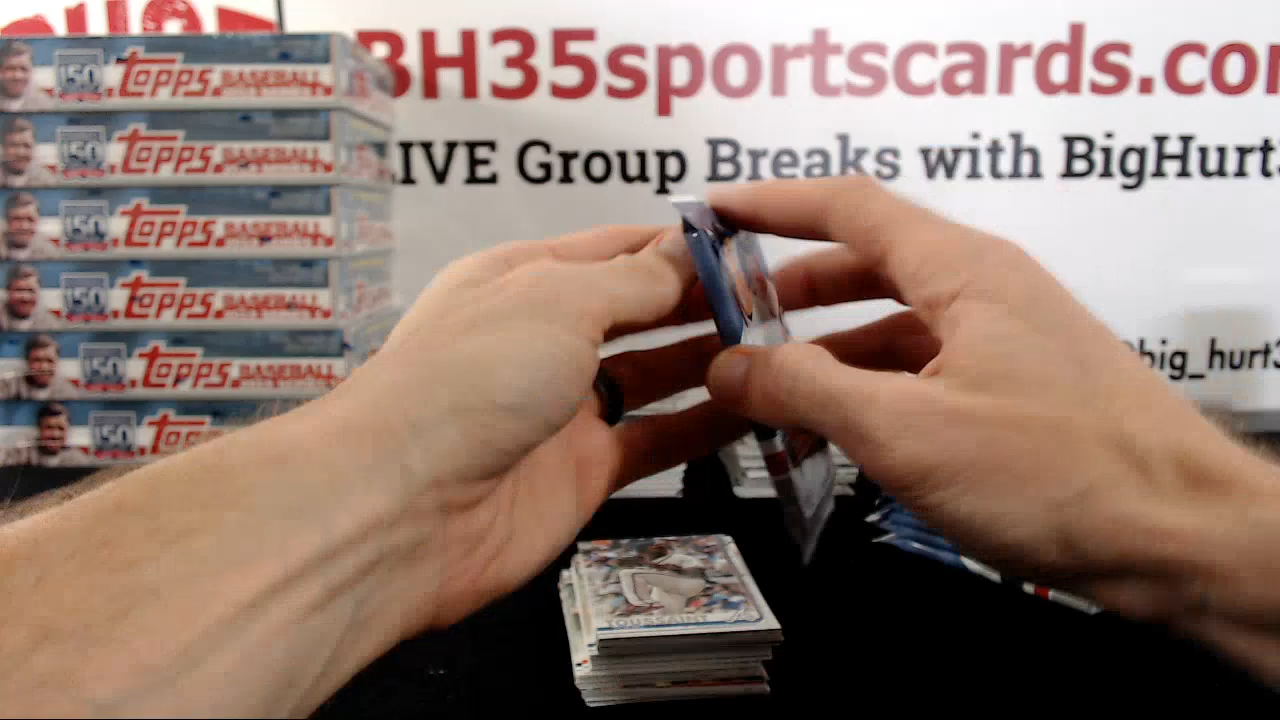 BH35sportscards.co
LIVE Group Breaks with BigHurt
big_hurt3
150 Topps BASEBALL
150 Topps BASEBALL
150 Topps BASEBALL
150 Topps BASEBALL
150 Topps BASEBALL
150 Topps
TOUSSAINT